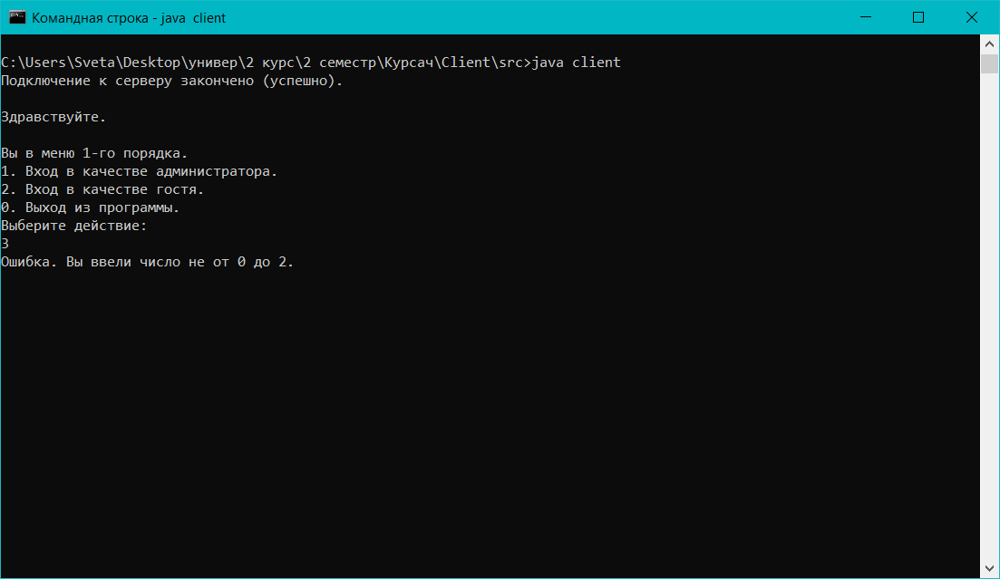 Командная строка - java  client
C:\Users\Sveta\Desktop\универ\2 курс\2 семестр\Курсач\Client\src>java client
Подключение к серверу закончено (успешно).
Здравствуйте.
Вы в меню 1-го порядка.
1. Вход в качестве администратора.
2. Вход в качестве гостя.
0. Выход из программы.
Выберите действие:
3
Ошибка. Вы ввели число не от 0 до 2.